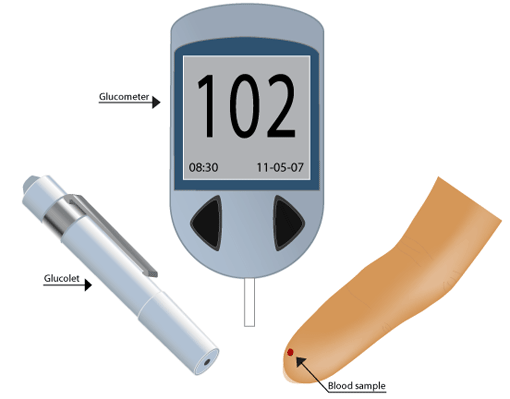 Glucometer
102
08:30 11-05-07
Glucolet
Blood sample